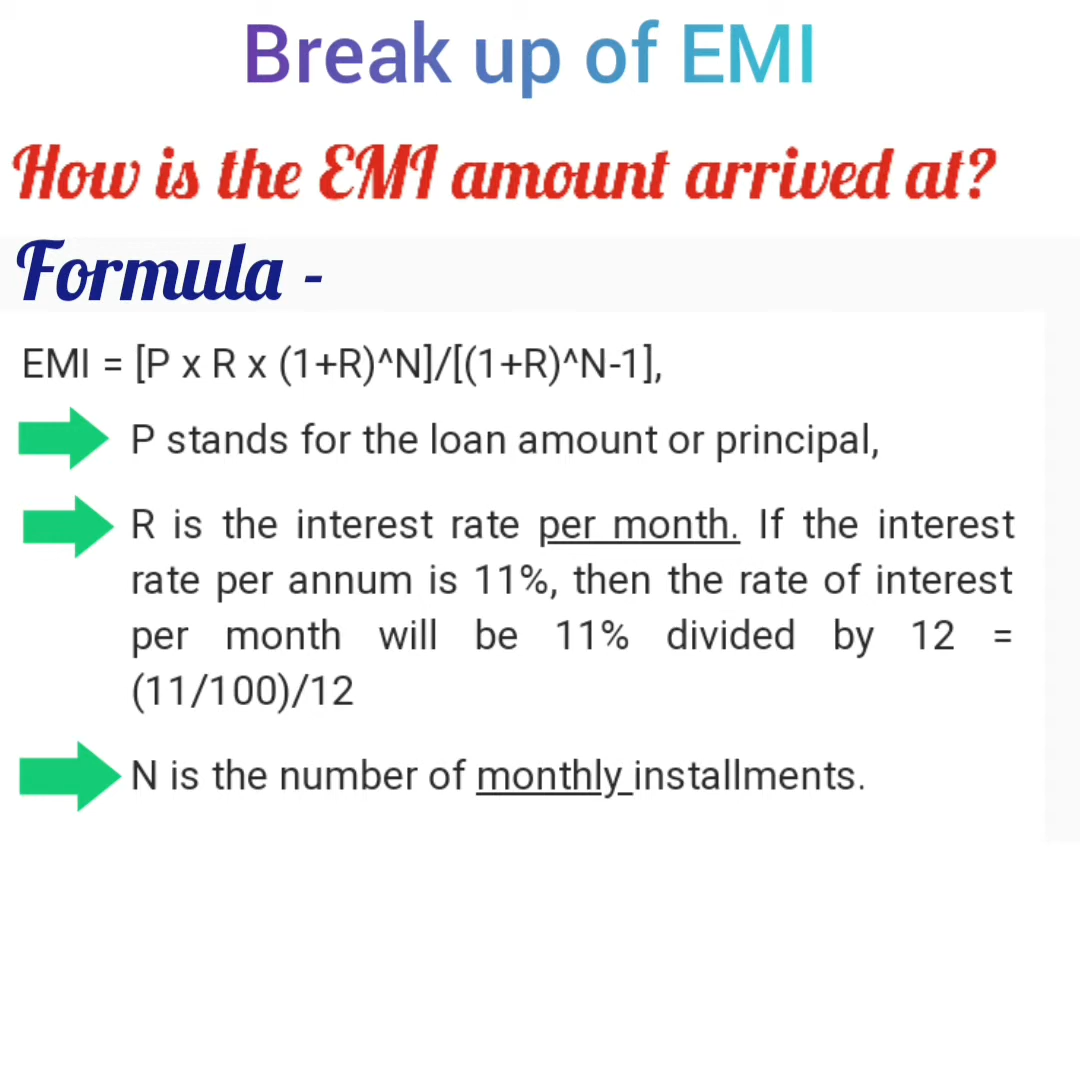 Break up of EMI
How is the EMI amount arrived at?
Formula -
EMI = [P x R x (1+R)^N]/[(1+R)^N-1],
P stands for the loan amount or principal,
R is the interest rate per month. If the interest
rate per annum is 11%, then the rate of interest
per month will be 11% divided by 12 =
(11/100)/12
N is the number of monthly installments.